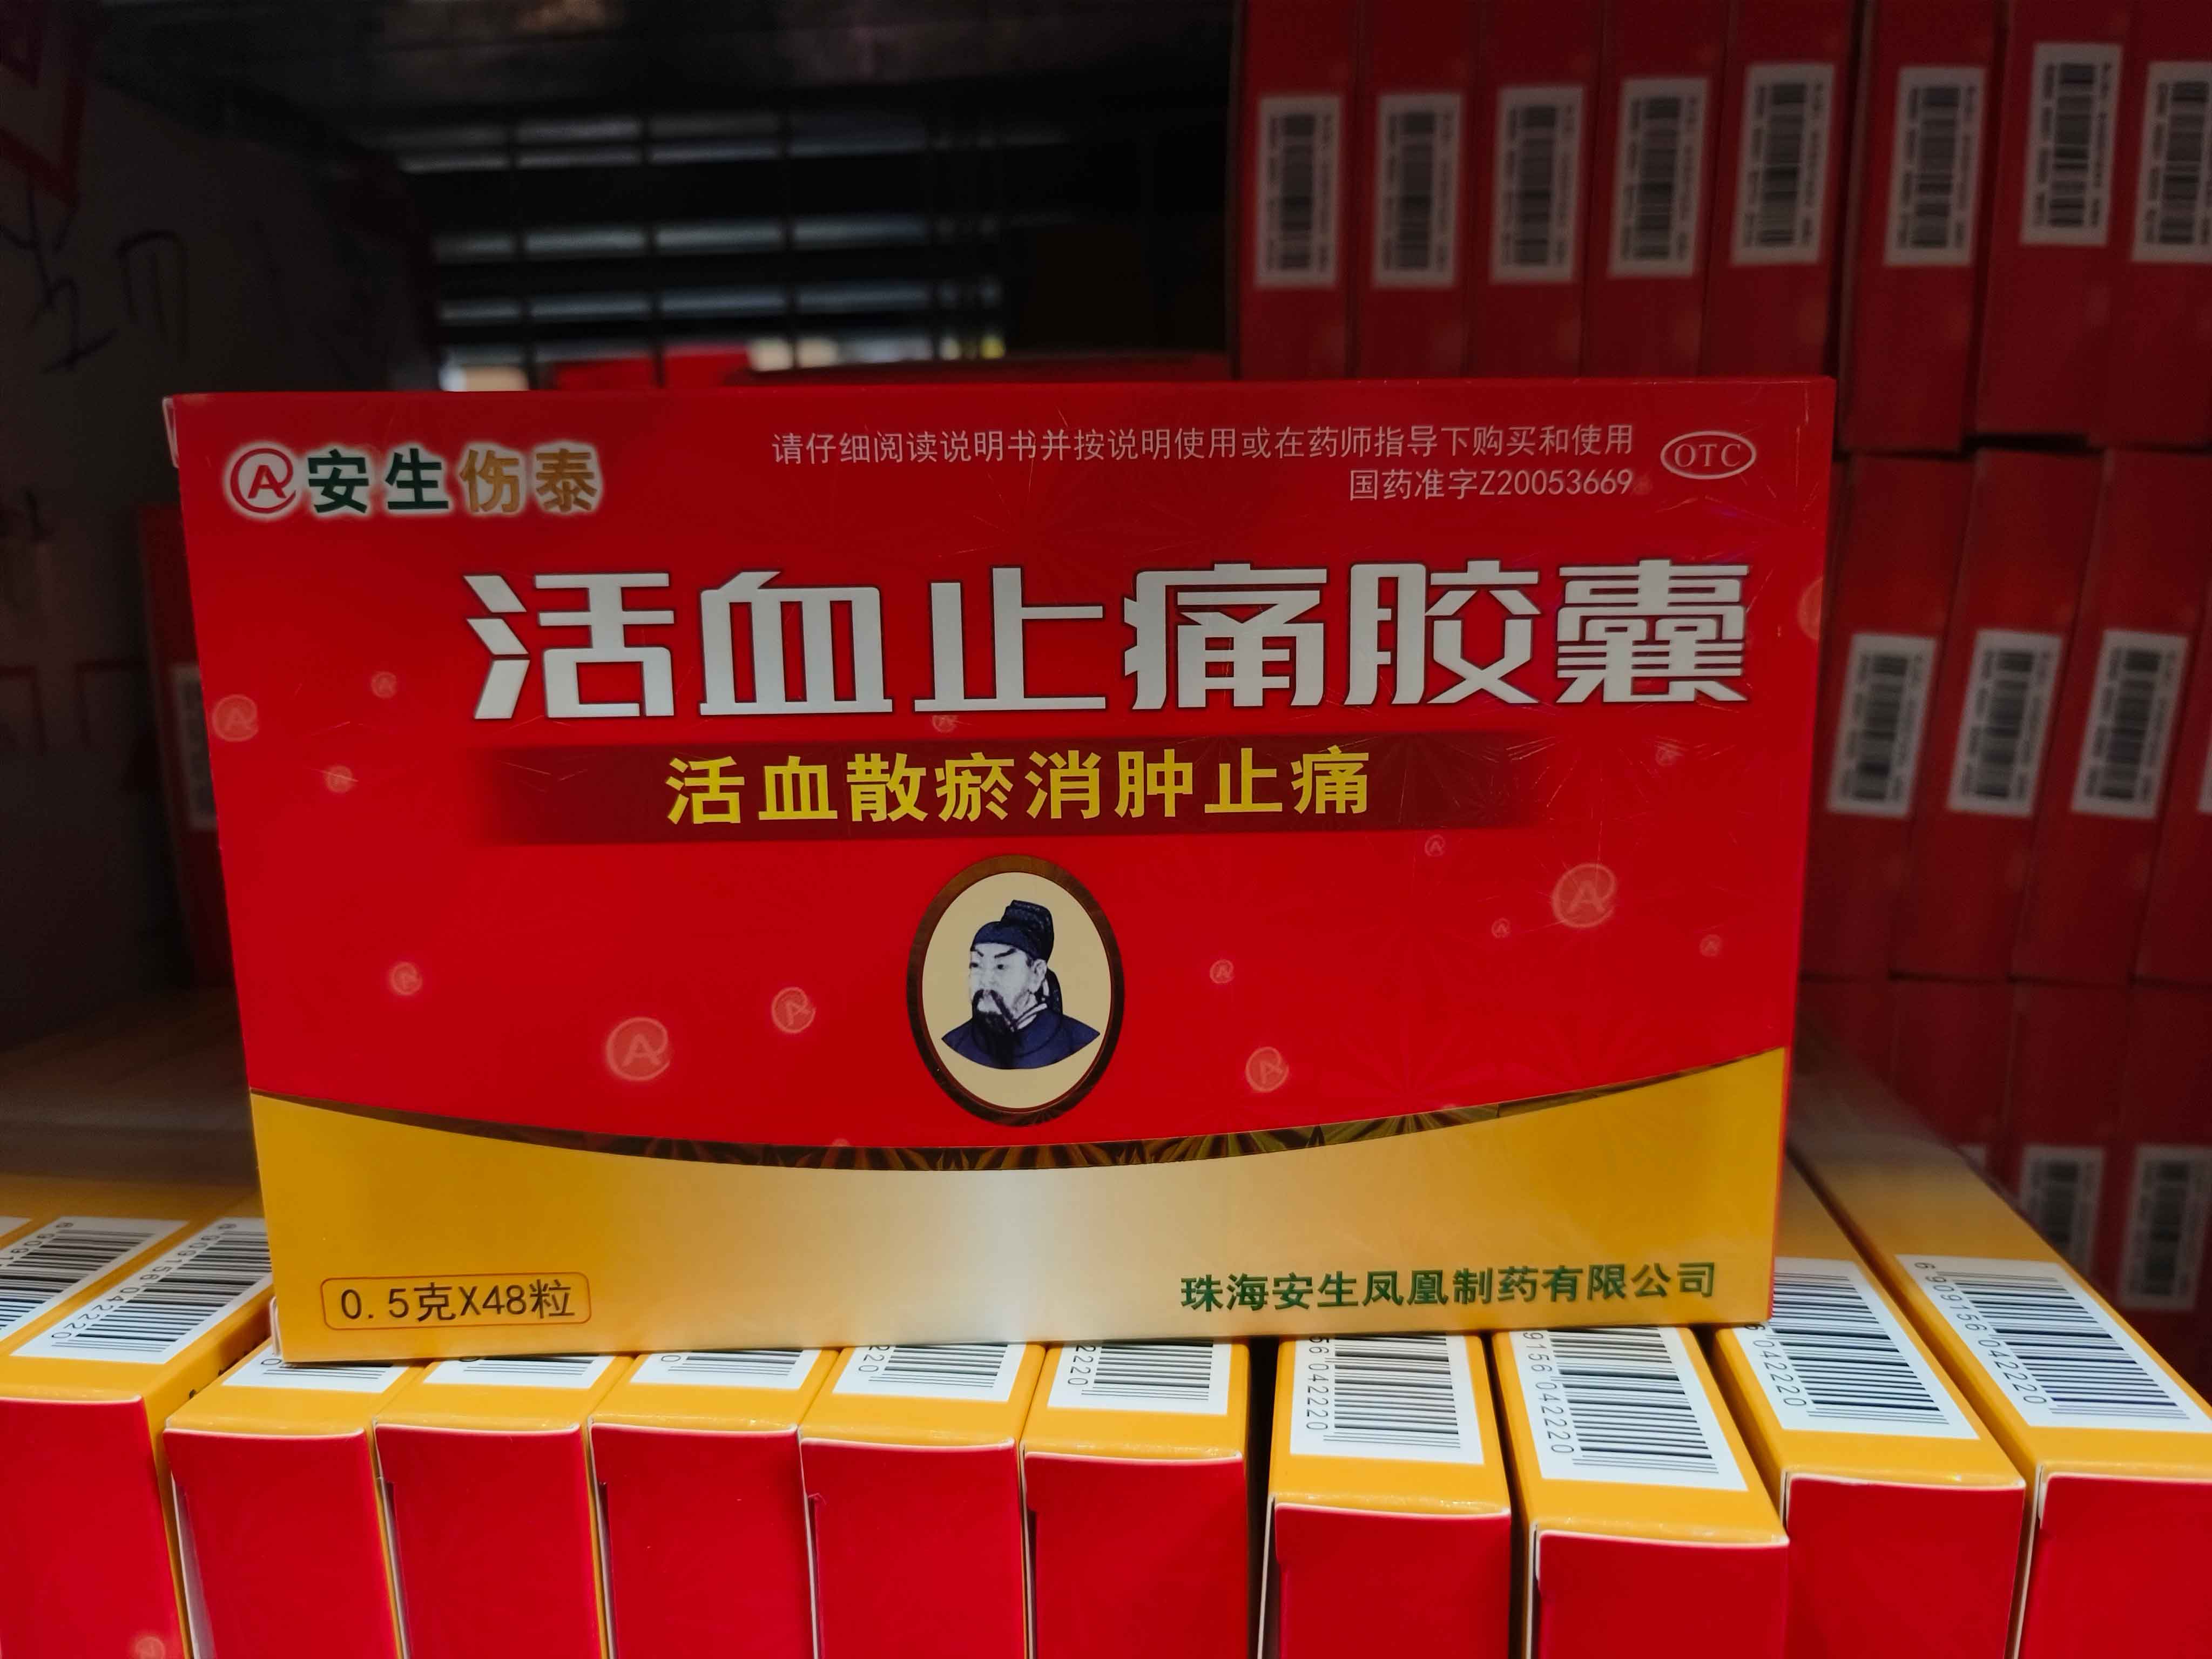 安生伤泰
请仔细阅读说明书并按说明使用或在药师指导下购买和使用
OTC
国药准字Z20053669
活血止痛胶囊
活血散瘀消肿止痛
0.5克X48粒
珠海安生凤凰制药有限公司